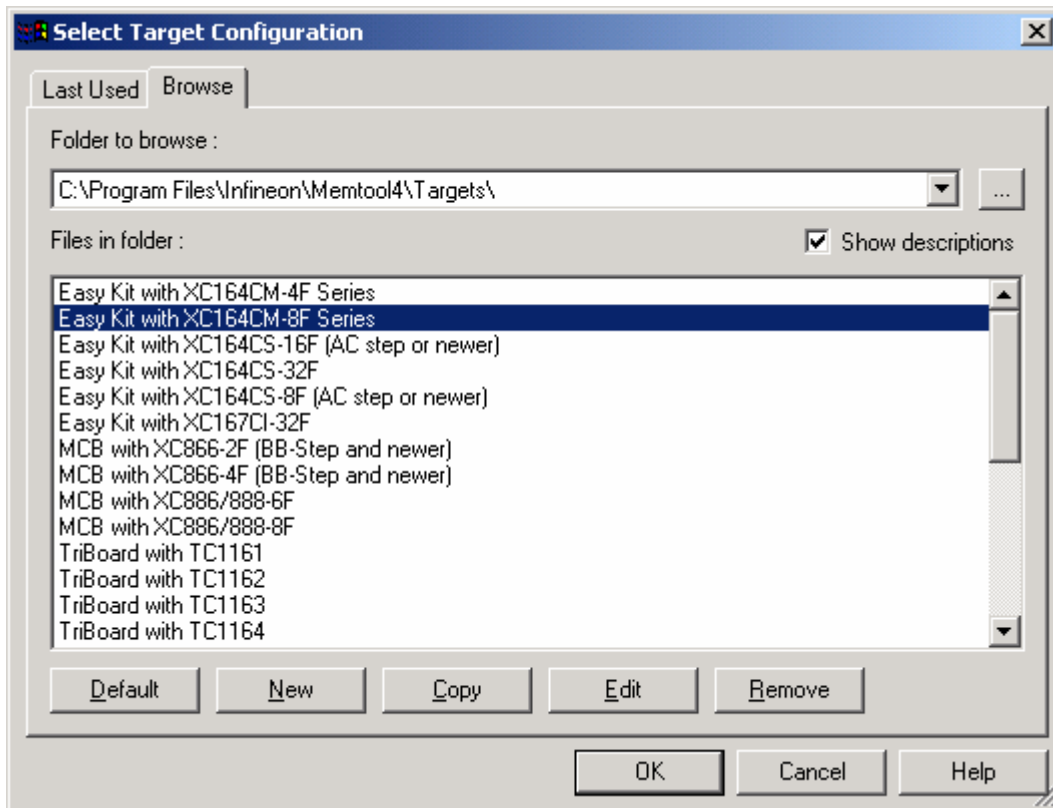 Select Target Configuration
Last Used Browse
Folder to browse :
C:\Program Files\Infineon\Memtool4\Targets\ ...
Files in folder : Show descriptions
Easy Kit with XC164CM-4F Series
Easy Kit with XC164CM-8F Series
Easy Kit with XC164CS-16F (AC step or newer)
Easy Kit with XC164CS-32F
Easy Kit with XC164CS-8F (AC step or newer)
Easy Kit with XC167CI-32F
MCB with XC866-2F (BB-Step and newer)
MCB with XC866-4F (BB-Step and newer)
MCB with XC886/888-6F
MCB with XC886/888-8F
TriBoard with TC1161
TriBoard with TC1162
TriBoard with TC1163
TriBoard with TC1164
Default New Copy Edit Remove
OK Cancel Help